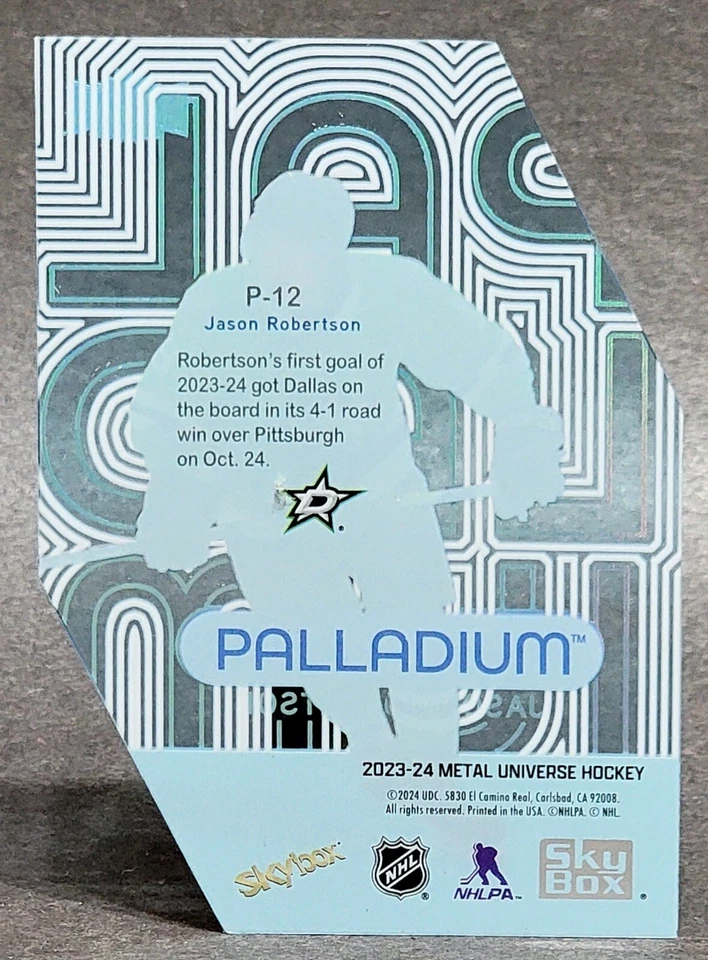 P-12
Jason Robertson
Robertson's first goal of
2023-24 got Dallas on
the board in its 4-1 road
win over Pittsburgh
on Oct. 24.
D
PALLADIUM™
2023-24 METAL UNIVERSE HOCKEY
©2024 UDC. 5830 El Camino Real, Carlsbad, CA 92008.
All rights reserved. Printed in the USA. ©NHLPA. © NHL.
skybox
NHL®
NHLPA™
SKY
BOX®